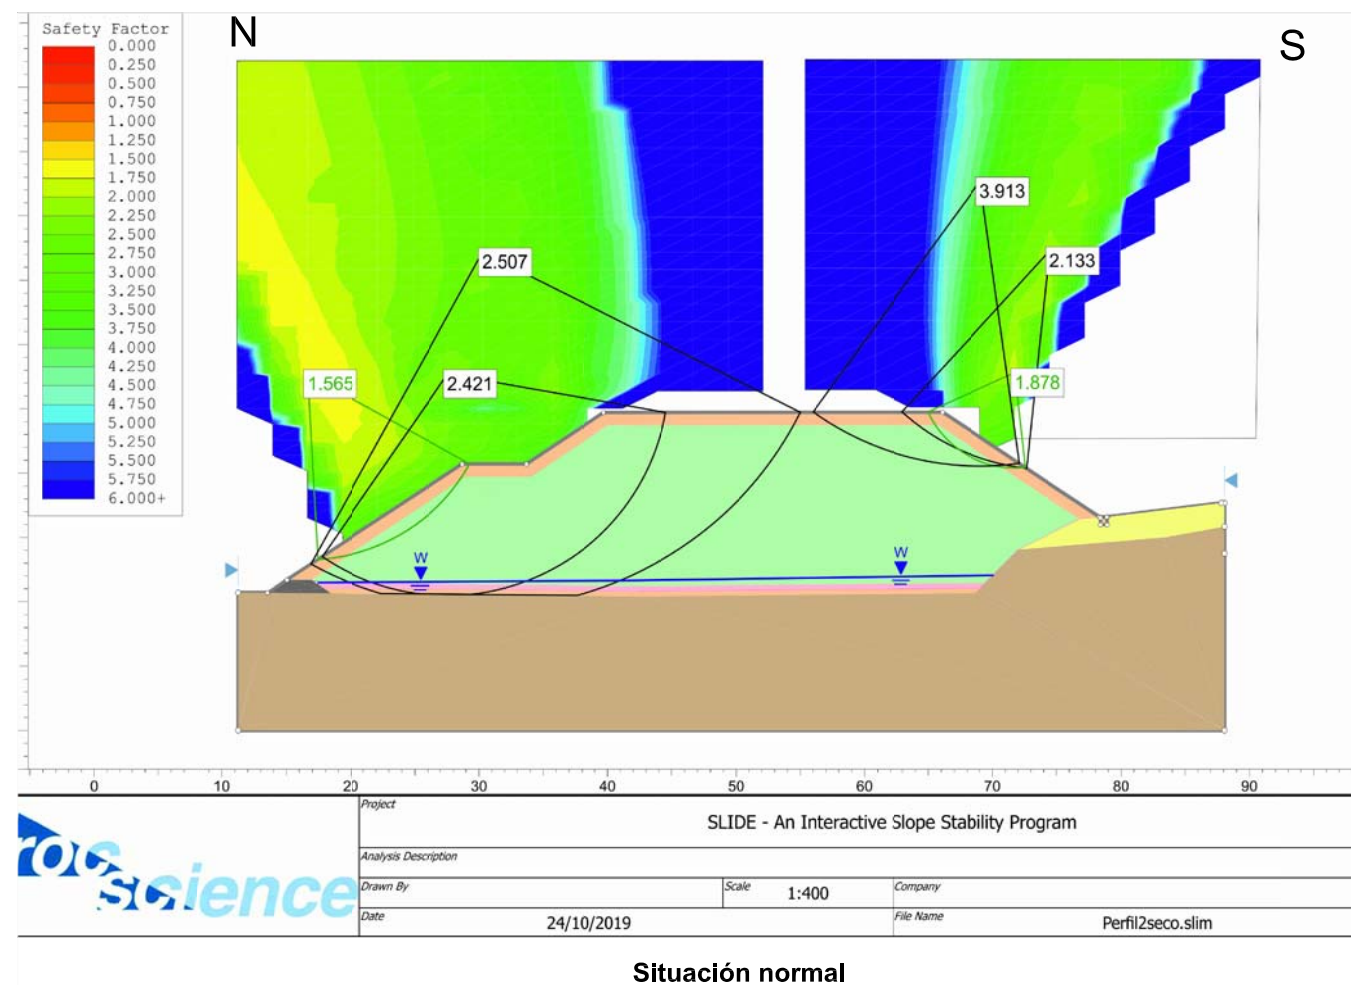 N
S
Safety Factor
0.000
0.250
0.500
0.750
1.000
1.250
1.500
1.750
2.000
2.250
2.500
2.750
3.000
3.250
3.500
3.750
4.000
4.250
4.500
4.750
5.000
5.250
5.500
5.750
6.000+
3.913
2.507
2.133
1.565
2.421
1.878
W
W
0 10 20 30 40 50 60 70 80 90
rocscience
Project
SLIDE - An Interactive Slope Stability Program
Analysis Description
Drawn By
Scale 1:400
Company
Date 24/10/2019
File Name Perfil2seco.slim
Situación normal